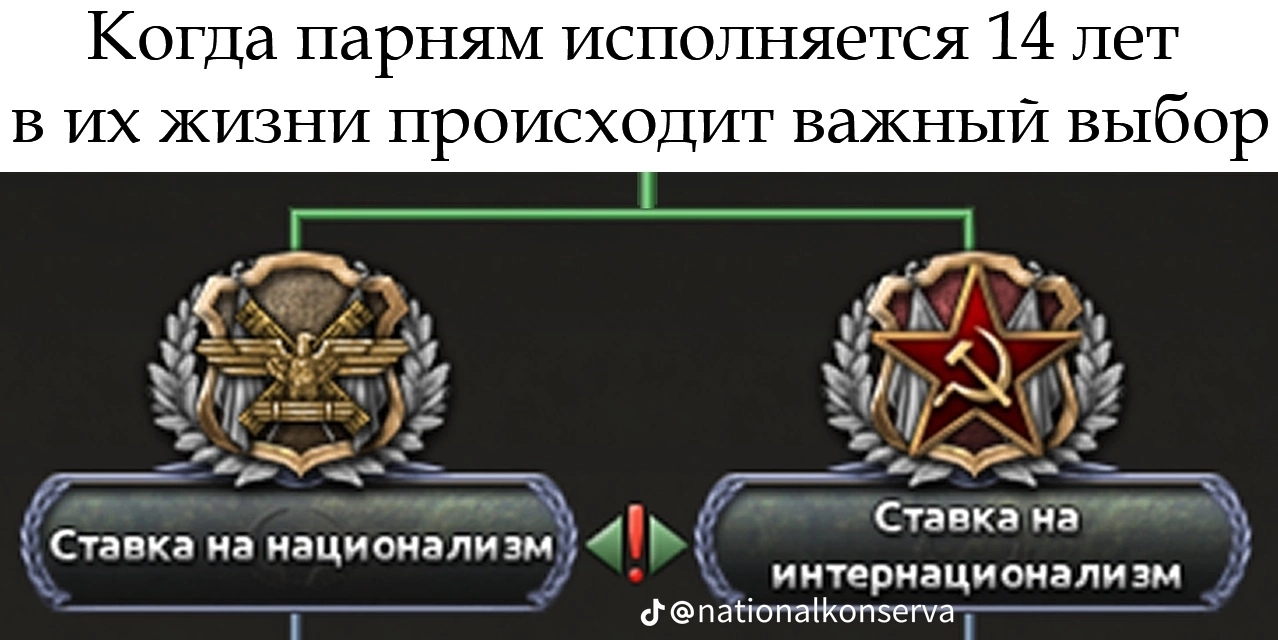 Когда парням исполняется 14 лет
в их жизни происходит важный выбор
Ставка на национализм
Ставка на
интернационализм
@nationalkonserva